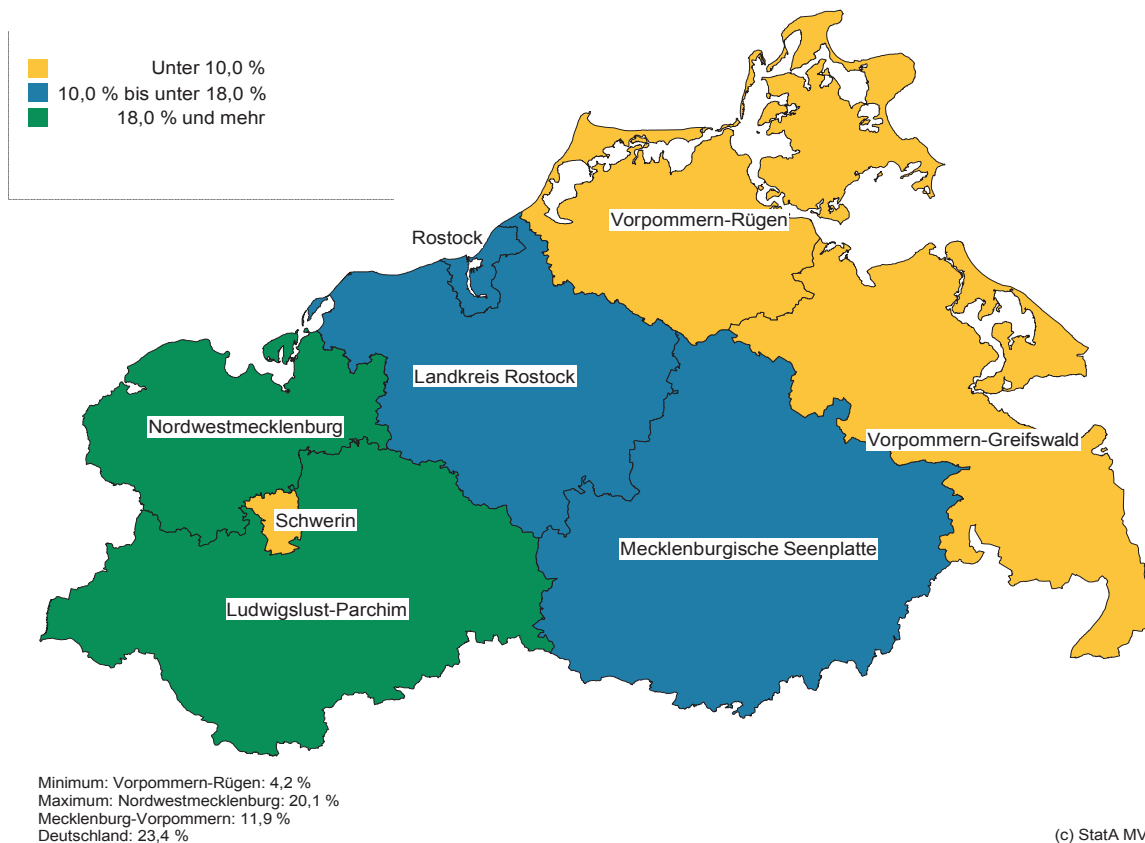 Unter 10,0 %
10,0 % bis unter 18,0 %
18,0 % und mehr
Vorpommern-Rügen
Rostock
Landkreis Rostock
Nordwestmecklenburg
Vorpommern-Greifswald
Schwerin
Mecklenburgische Seenplatte
Ludwigslust-Parchim
Minimum: Vorpommern-Rügen: 4,2 %
Maximum: Nordwestmecklenburg: 20,1 %
Mecklenburg-Vorpommern: 11,9 %
Deutschland: 23,4 %
(c) StatA MV